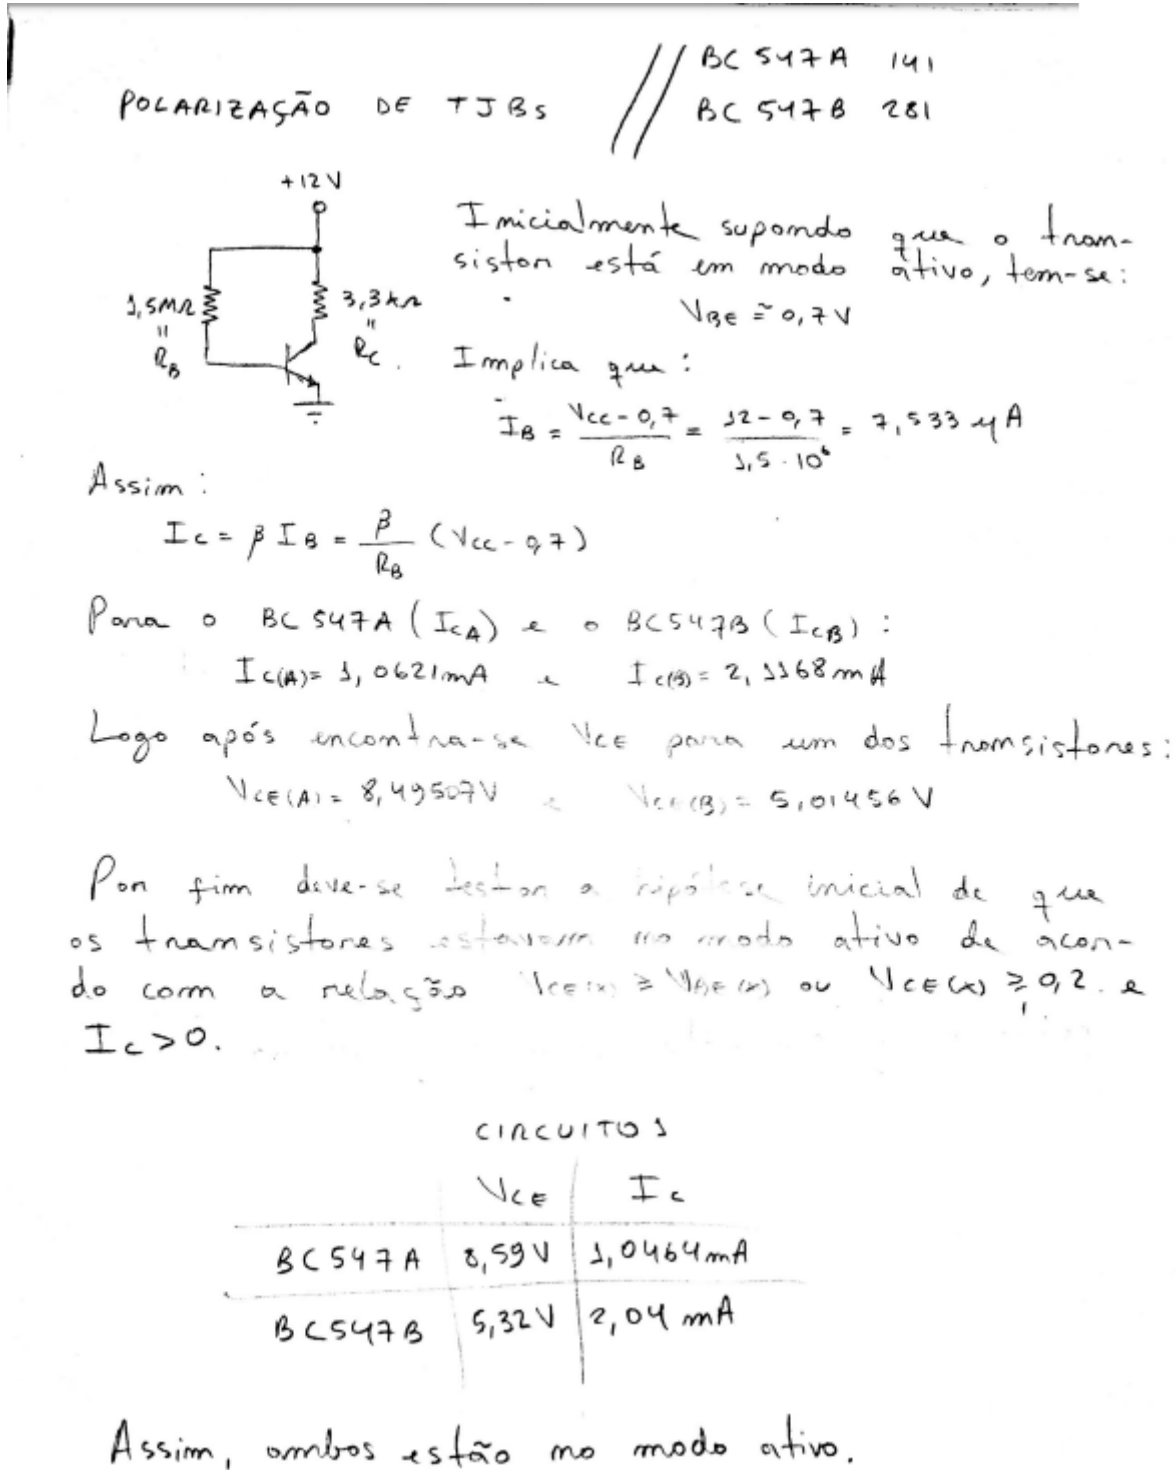 // BC 547A 141
POLARIZAÇÃO DE TJBs BC 547B 281
+12V
1,5MΩ
"
RB
3,3kΩ
"
RC.
Inicialmente supondo que o tran-
sistor está em modo ativo, tem-se:
VBE ≅ 0,7V
Implica que:
IB = (VCC - 0,7)/RB = (12 - 0,7)/(1,5 · 10⁶) = 7,533 μA
Assim:
IC = β IB = β/RB (VCC - 0,7)
Para o BC547A (ICA) e o BC547B (ICB):
IC(A) = 1,0621mA e IC(B) = 2,1168mA
Logo após encontra-se VCE para um dos transistores:
VCE(A) = 8,49507V e VCE(B) = 5,01456V
Por fim deve-se testar a hipótese inicial de que
os transistores estavam no modo ativo de acor-
do com a relação VCE(x) ≥ VBE(x) ou VCE(x) ≥ 0,2. e
IC>0.
CIRCUITO 1
VCE IC
BC547A 8,59V 1,0464mA
BC547B 5,32V 2,04 mA
Assim, ambos estão no modo ativo.